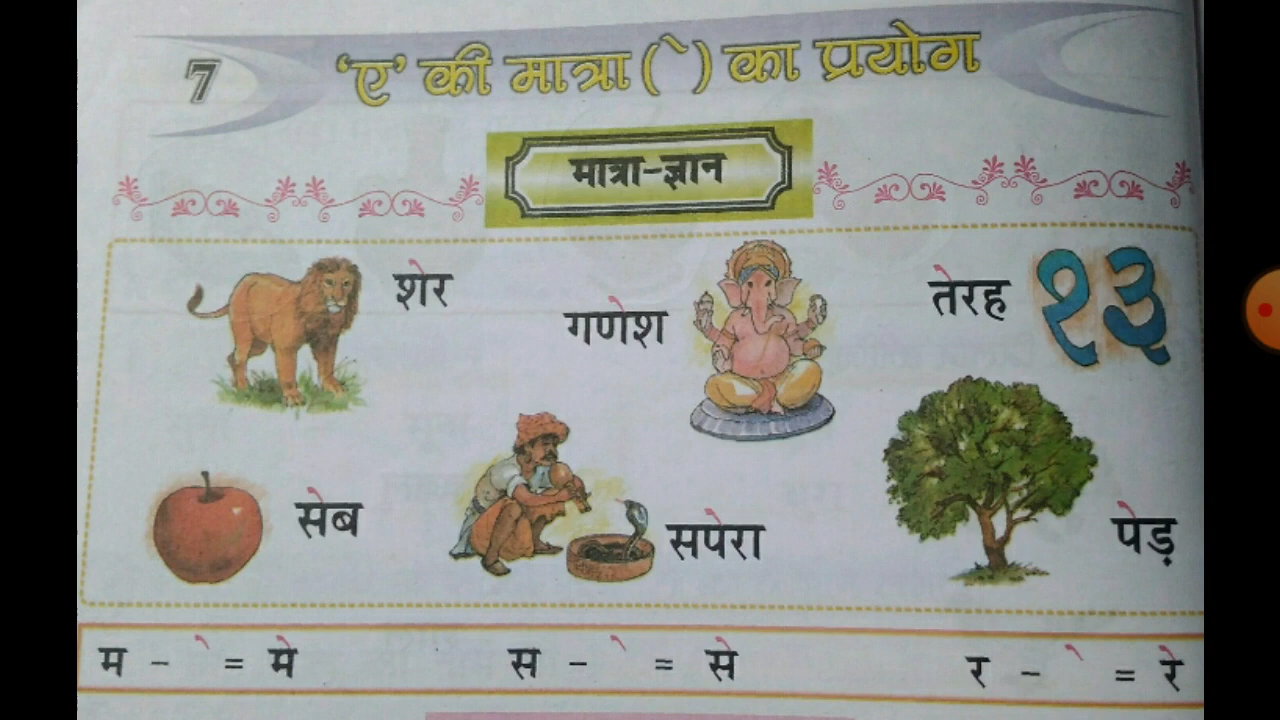 7 'ए' की मात्रा ( े ) का प्रयोग
मात्रा-ज्ञान
शेर
गणेश
तेरह १३
सेब
सपेरा
पेड़
म - े = मे स - े = से र - े = रे